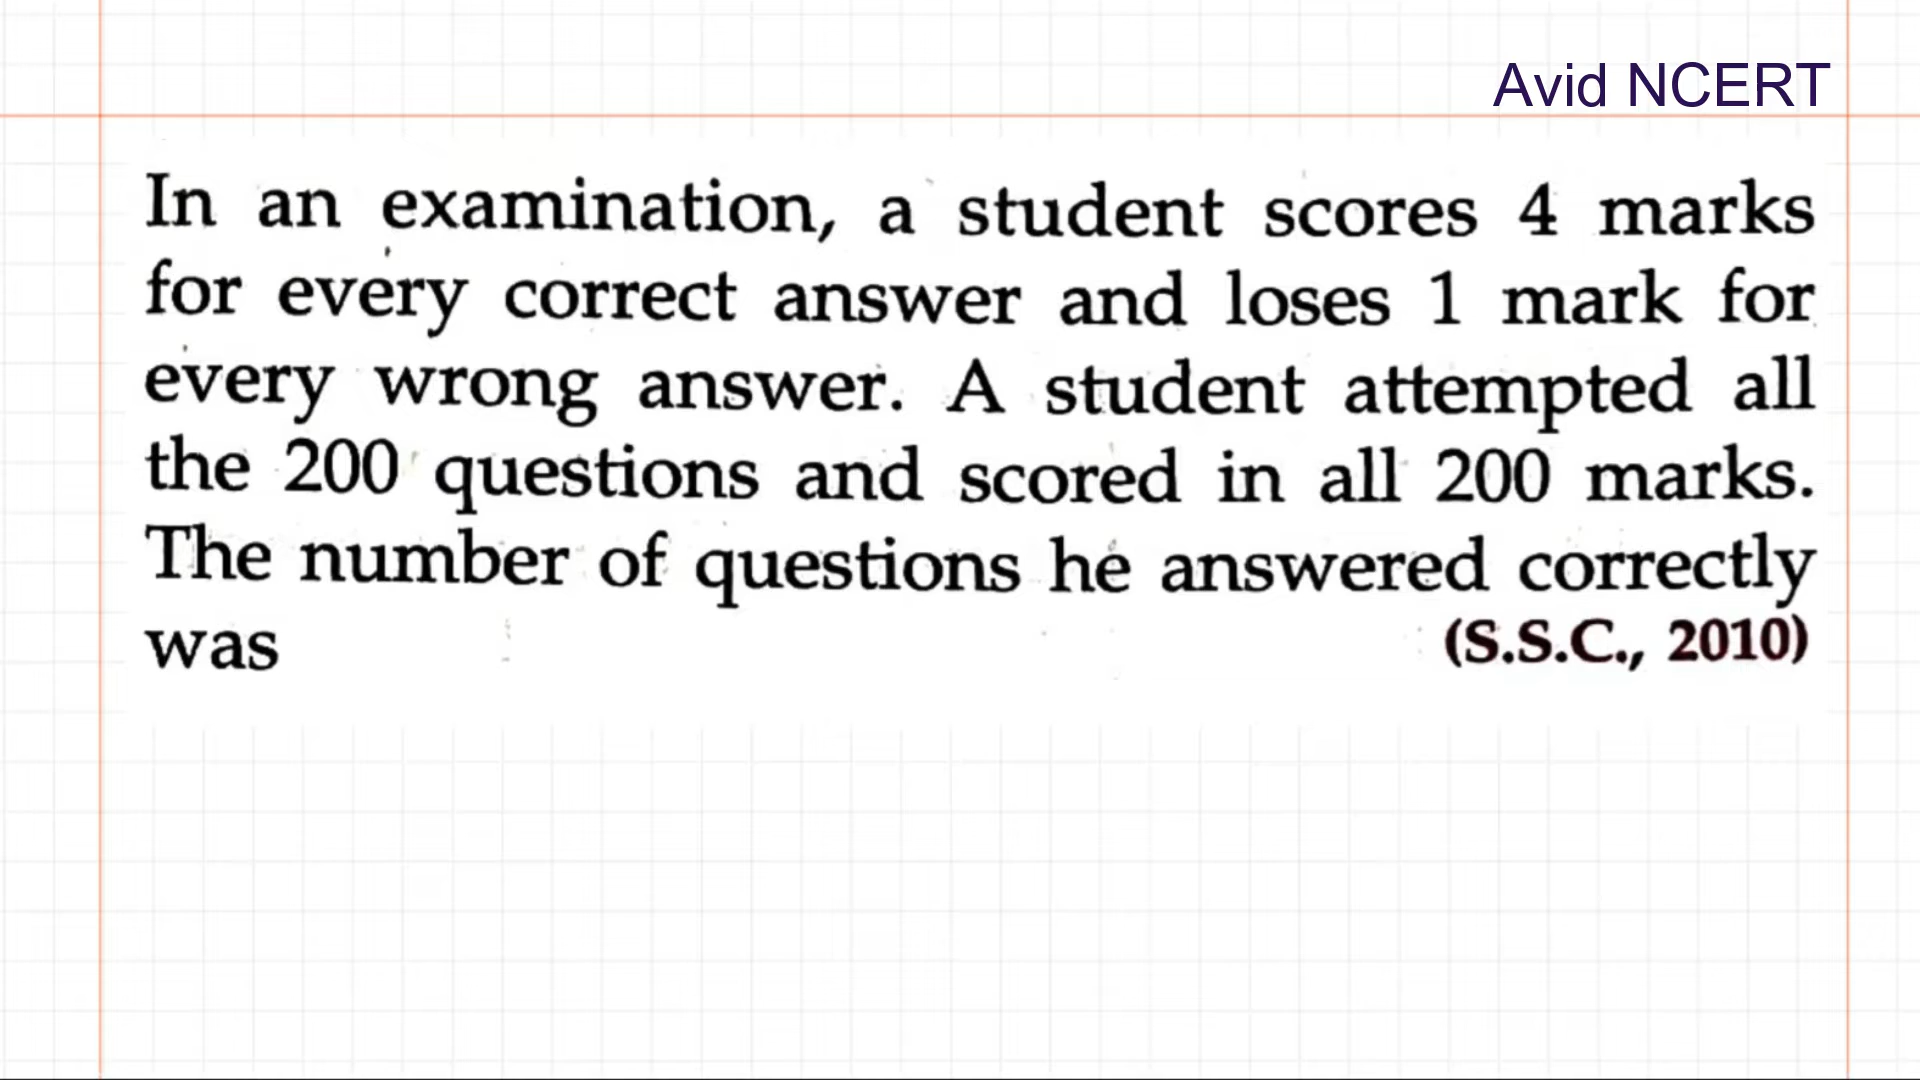 Avid NCERT
In an examination, a student scores 4 marks
for every correct answer and loses 1 mark for
every wrong answer. A student attempted all
the 200 questions and scored in all 200 marks.
The number of questions he answered correctly
was (S.S.C., 2010)